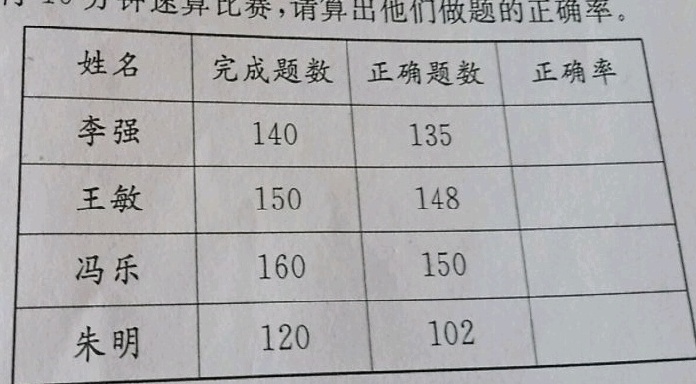 分钟速算比赛,请算出他们做题的正确率。
姓名 完成题数 正确题数 正确率
李强 140 135
王敏 150 148
冯乐 160 150
朱明 120 102